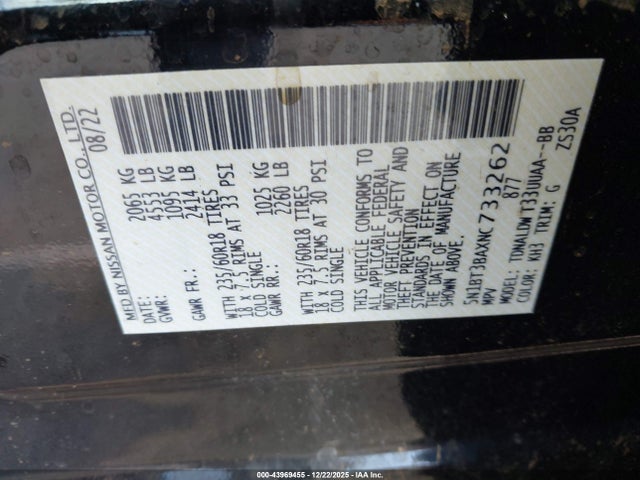 MFD BY NISSAN MOTOR CO., LTD.
DATE: 08/22
GVWR: 2065 KG
4553 LB
GAWR FR.: 1095 KG
2414 LB
WITH 235/60R18 TIRES
18 X 7.5 RIMS AT 33 PSI
COLD SINGLE
GAWR RR.: 1025 KG
2260 LB
WITH 235/60R18 TIRES
18 X 7.5 RIMS AT 30 PSI
COLD SINGLE
THIS VEHICLE CONFORMS TO
ALL APPLICABLE FEDERAL
MOTOR VEHICLE SAFETY AND
THEFT PREVENTION
STANDARDS IN EFFECT ON
THE DATE OF MANUFACTURE
SHOWN ABOVE.
5N1BT3BAXNC733262
MPV 877
MODEL: TDNALDW T33UUAA--BB
COLOR: KH3 TRIM: G ZS30A
© 43969455 - 12/22/2025 - IAA Inc.